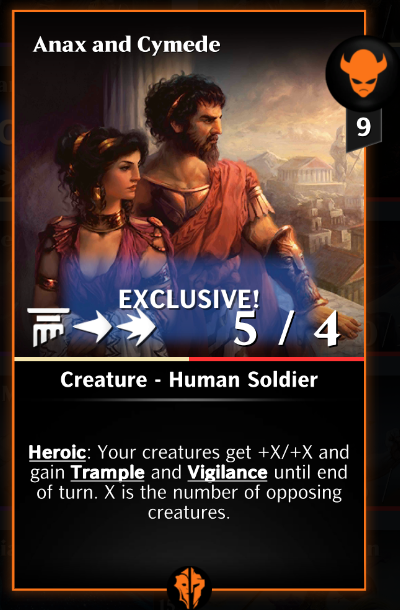 Anax and Cymede
9
EXCLUSIVE!
5 / 4
Creature - Human Soldier
Heroic: Your creatures get +X/+X and
gain Trample and Vigilance until end
of turn. X is the number of opposing
creatures.